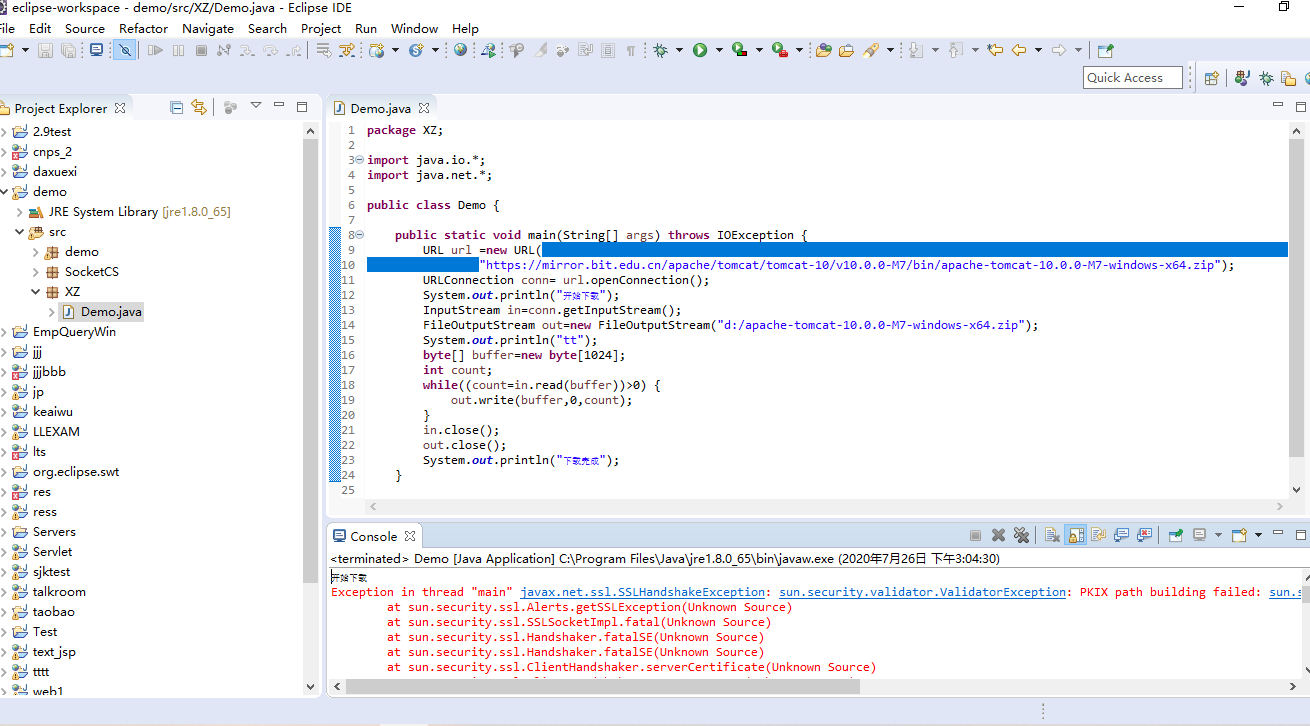 eclipse-workspace - demo/src/XZ/Demo.java - Eclipse IDE
File Edit Source Refactor Navigate Search Project Run Window Help
Quick Access
Project Explorer
2.9test
cnps_2
daxuexi
demo
JRE System Library [jre1.8.0_65]
src
demo
SocketCS
XZ
Demo.java
EmpQueryWin
jjj
jjjbbb
jp
keaiwu
LLEXAM
lts
org.eclipse.swt
res
ress
Servers
Servlet
sjktest
talkroom
taobao
Test
text_jsp
tttt
web1
Demo.java
1 package XZ;
2
3 import java.io.*;
4 import java.net.*;
5
6 public class Demo {
7
8 public static void main(String[] args) throws IOException {
9 URL url =new URL(
10 "https://mirror.bit.edu.cn/apache/tomcat/tomcat-10/v10.0.0-M7/bin/apache-tomcat-10.0.0-M7-windows-x64.zip");
11 URLConnection conn= url.openConnection();
12 System.out.println("开始下载");
13 InputStream in=conn.getInputStream();
14 FileOutputStream out=new FileOutputStream("d:/apache-tomcat-10.0.0-M7-windows-x64.zip");
15 System.out.println("tt");
16 byte[] buffer=new byte[1024];
17 int count;
18 while((count=in.read(buffer))>0) {
19 out.write(buffer,0,count);
20 }
21 in.close();
22 out.close();
23 System.out.println("下载完成");
24 }
25
Console
<terminated> Demo [Java Application] C:\Program Files\Java\jre1.8.0_65\bin\javaw.exe (2020年7月26日 下午3:04:30)
开始下载
Exception in thread "main" javax.net.ssl.SSLHandshakeException: sun.security.validator.ValidatorException: PKIX path building failed: sun.s
at sun.security.ssl.Alerts.getSSLException(Unknown Source)
at sun.security.ssl.SSLSocketImpl.fatal(Unknown Source)
at sun.security.ssl.Handshaker.fatalSE(Unknown Source)
at sun.security.ssl.Handshaker.fatalSE(Unknown Source)
at sun.security.ssl.ClientHandshaker.serverCertificate(Unknown Source)